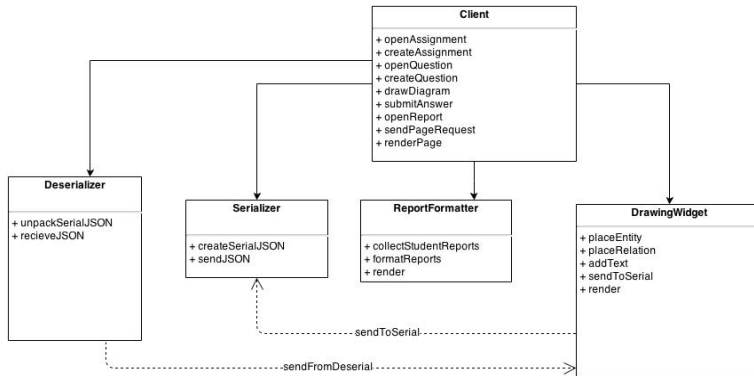 Client
+ openAssignment
+ createAssignment
+ openQuestion
+ createQuestion
+ drawDiagram
+ submitAnswer
+ openReport
+ sendPageRequest
+ renderPage
Deserializer
+ unpackSerialJSON
+ recieveJSON
Serializer
+ createSerialJSON
+ sendJSON
ReportFormatter
+ collectStudentReports
+ formatReports
+ render
DrawingWidget
+ placeEntity
+ placeRelation
+ addText
+ sendToSerial
+ render
sendToSerial
sendFromDeserial